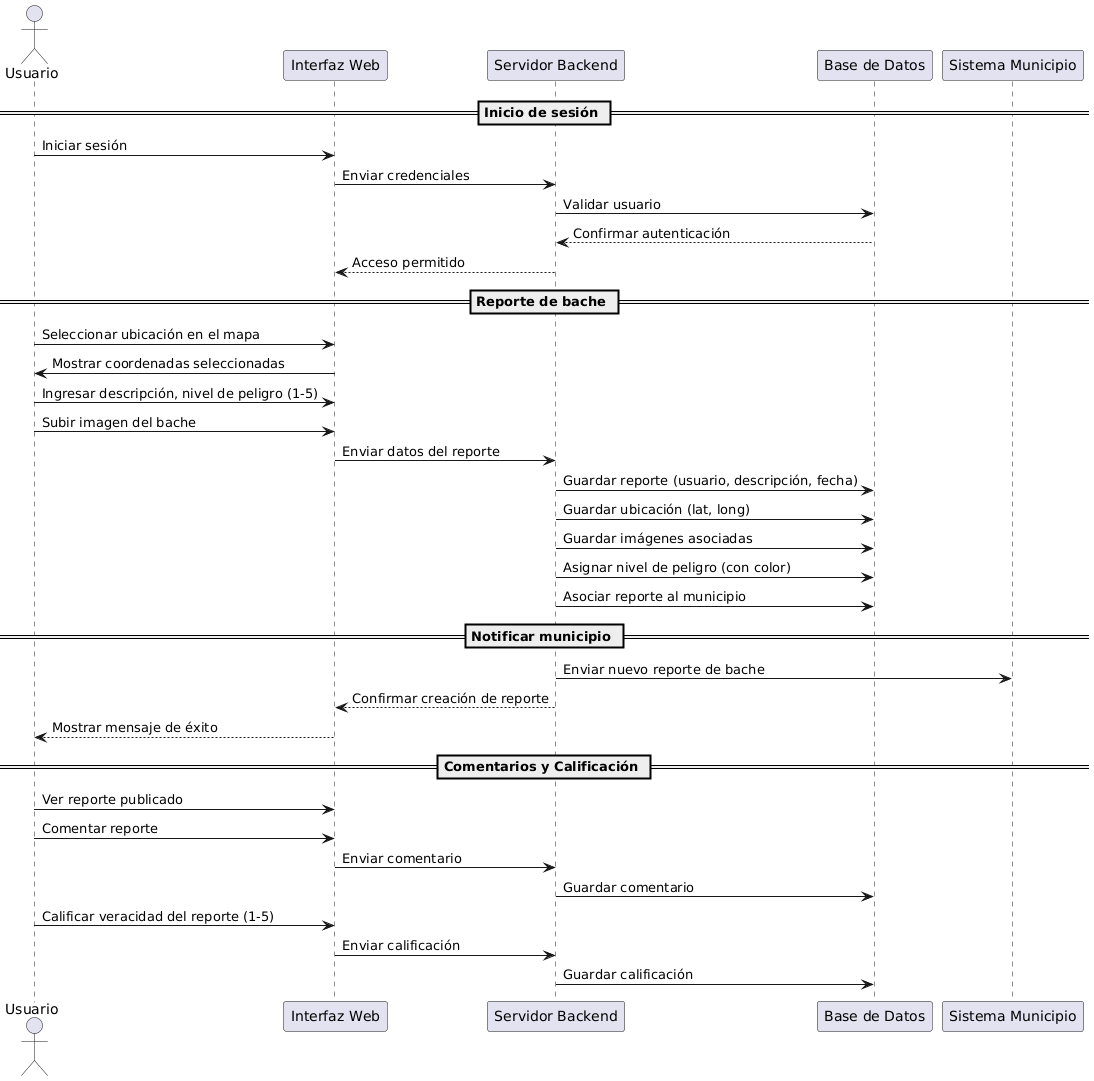 Usuario
Interfaz Web
Servidor Backend
Base de Datos
Sistema Municipio
Inicio de sesión
Iniciar sesión
Enviar credenciales
Validar usuario
Confirmar autenticación
Acceso permitido
Reporte de bache
Seleccionar ubicación en el mapa
Mostrar coordenadas seleccionadas
Ingresar descripción, nivel de peligro (1-5)
Subir imagen del bache
Enviar datos del reporte
Guardar reporte (usuario, descripción, fecha)
Guardar ubicación (lat, long)
Guardar imágenes asociadas
Asignar nivel de peligro (con color)
Asociar reporte al municipio
Notificar municipio
Enviar nuevo reporte de bache
Confirmar creación de reporte
Mostrar mensaje de éxito
Comentarios y Calificación
Ver reporte publicado
Comentar reporte
Enviar comentario
Guardar comentario
Calificar veracidad del reporte (1-5)
Enviar calificación
Guardar calificación
Usuario
Interfaz Web
Servidor Backend
Base de Datos
Sistema Municipio